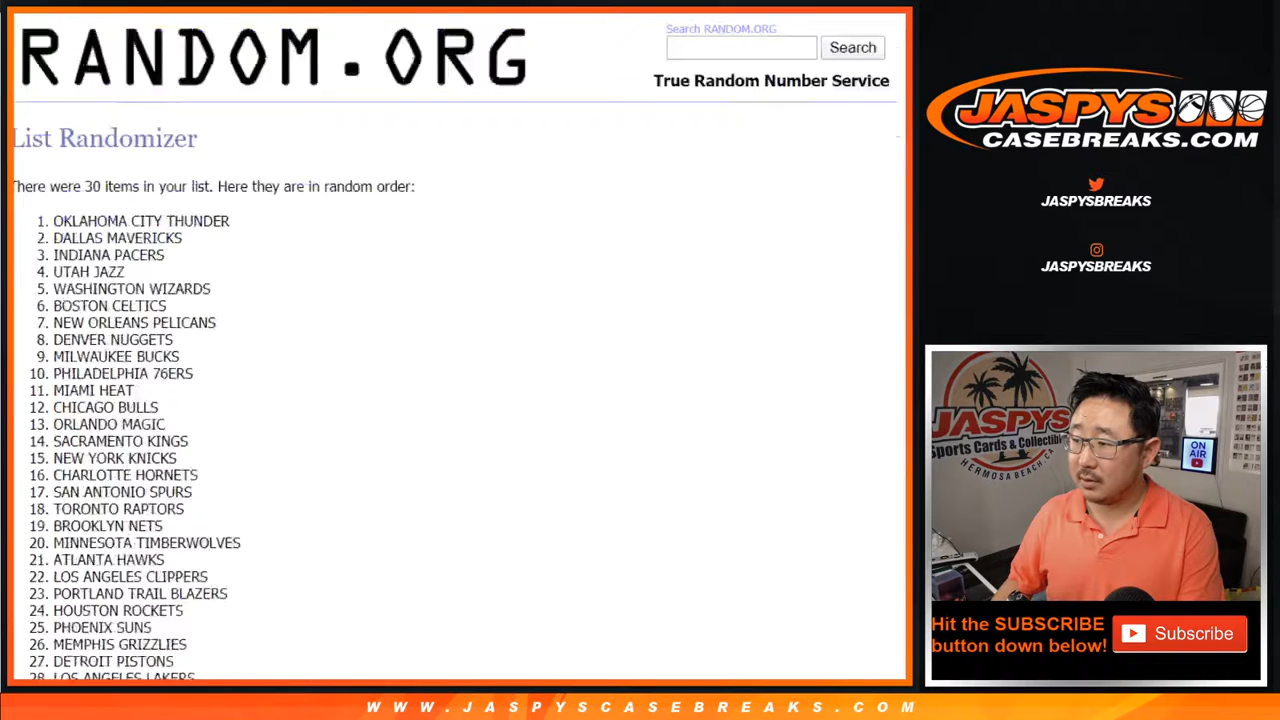 RANDOM.ORG
Search RANDOM.ORG
Search
True Random Number Service
List Randomizer
There were 30 items in your list. Here they are in random order:
1. OKLAHOMA CITY THUNDER
2. DALLAS MAVERICKS
3. INDIANA PACERS
4. UTAH JAZZ
5. WASHINGTON WIZARDS
6. BOSTON CELTICS
7. NEW ORLEANS PELICANS
8. DENVER NUGGETS
9. MILWAUKEE BUCKS
10. PHILADELPHIA 76ERS
11. MIAMI HEAT
12. CHICAGO BULLS
13. ORLANDO MAGIC
14. SACRAMENTO KINGS
15. NEW YORK KNICKS
16. CHARLOTTE HORNETS
17. SAN ANTONIO SPURS
18. TORONTO RAPTORS
19. BROOKLYN NETS
20. MINNESOTA TIMBERWOLVES
21. ATLANTA HAWKS
22. LOS ANGELES CLIPPERS
23. PORTLAND TRAIL BLAZERS
24. HOUSTON ROCKETS
25. PHOENIX SUNS
26. MEMPHIS GRIZZLIES
27. DETROIT PISTONS
28. LOS ANGELES LAKERS
JASPYS
CASEBREAKS.COM
JASPYSBREAKS
JASPYSBREAKS
JASPYS
Sports Cards & Collectibl
HERMOSA BEACH, CA
ON
AIR
Hit the SUBSCRIBE
button down below!
Subscribe
WWW.JASPYSCASEBREAKS.COM